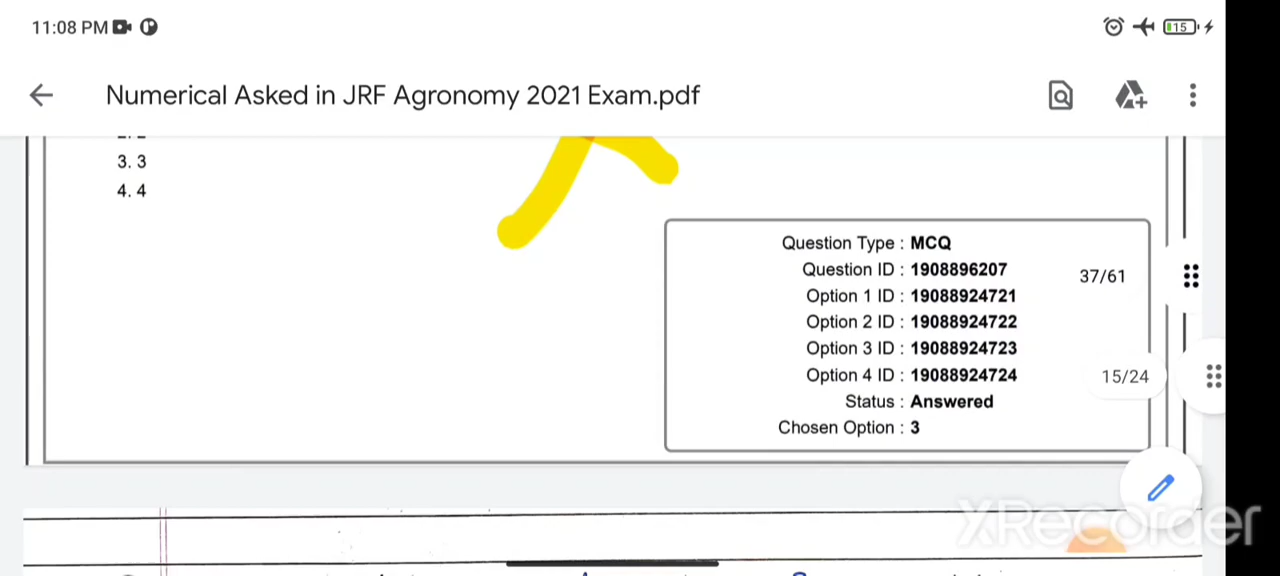 11:08 PM
15
Numerical Asked in JRF Agronomy 2021 Exam.pdf
3. 3
4. 4
Question Type : MCQ
Question ID : 1908896207
37/61
Option 1 ID : 19088924721
Option 2 ID : 19088924722
Option 3 ID : 19088924723
Option 4 ID : 19088924724
15/24
Status : Answered
Chosen Option : 3
XRecorder